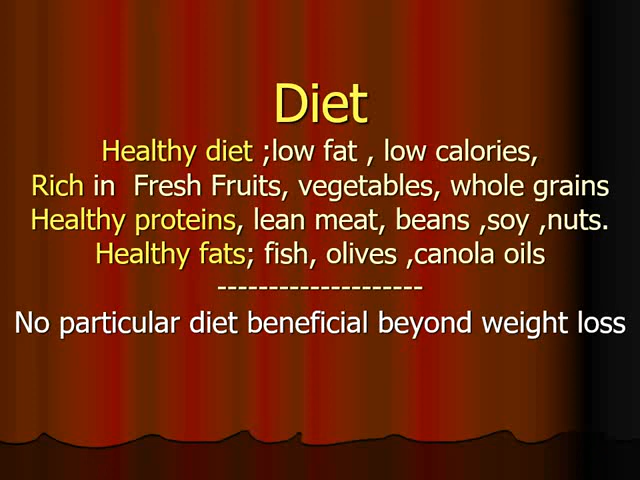 Diet
Healthy diet ;low fat , low calories,
Rich in  Fresh Fruits, vegetables, whole grains
Healthy proteins, lean meat, beans ,soy ,nuts.
Healthy fats; fish, olives ,canola oils
--------------------
No particular diet beneficial beyond weight loss